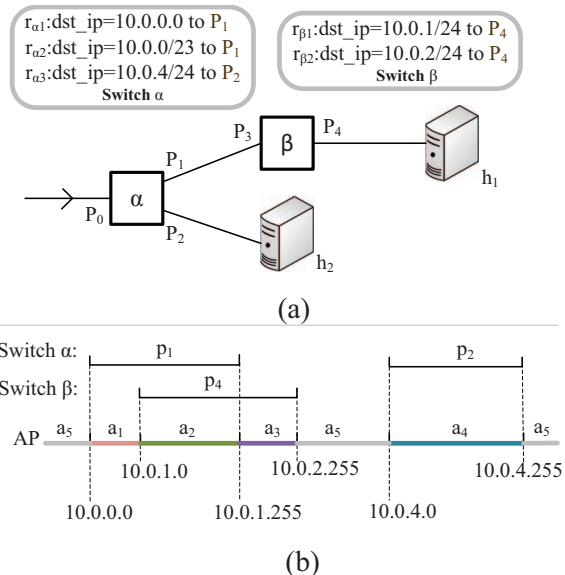 rα1:dst_ip=10.0.0.0 to P1
rα2:dst_ip=10.0.0/23 to P1
rα3:dst_ip=10.0.4/24 to P2
Switch α
rβ1:dst_ip=10.0.1/24 to P4
rβ2:dst_ip=10.0.2/24 to P4
Switch β
P0
α
P1
P2
P3
β
P4
h1
h2
(a)
Switch α:
p1
p2
Switch β:
p4
AP
a5
a1
a2
a3
a5
a4
a5
10.0.1.0
10.0.2.255
10.0.4.255
10.0.0.0
10.0.1.255
10.0.4.0
(b)